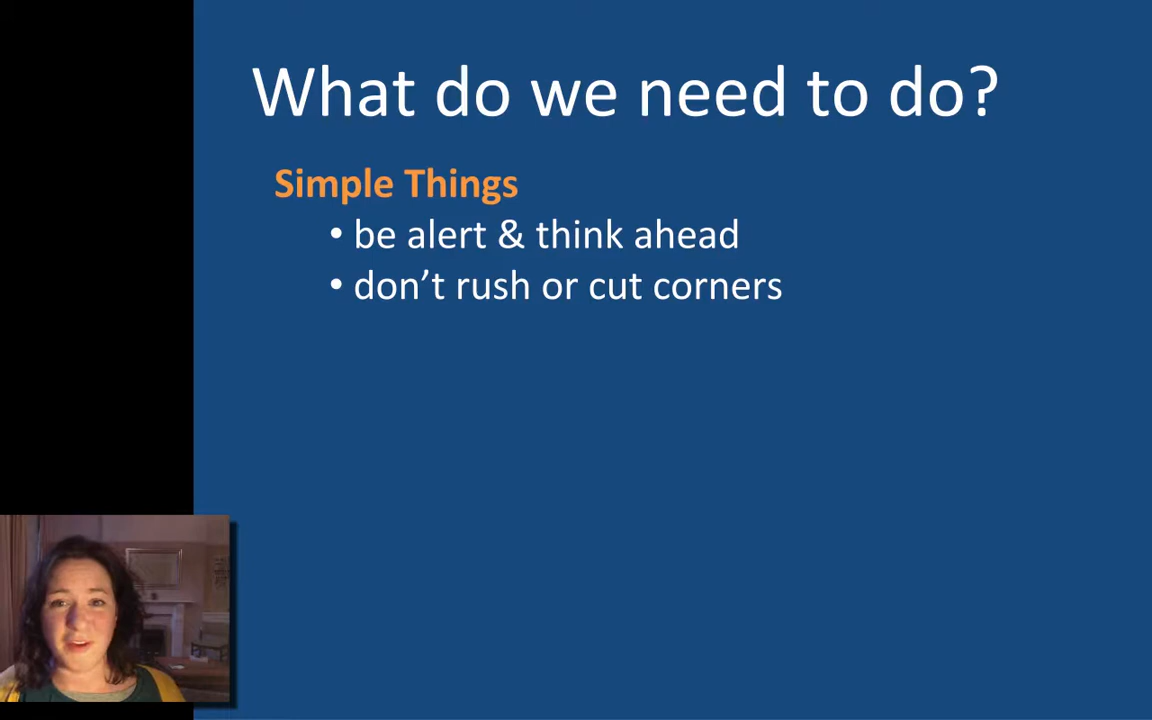 What do we need to do?
Simple Things
• be alert & think ahead
• don’t rush or cut corners